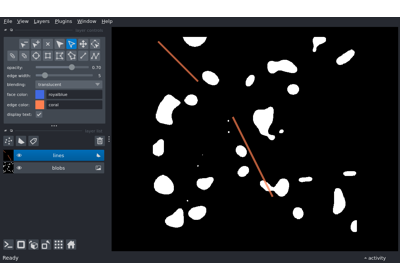 File View Layers Plugins Window Help
opacity: 0.70
edge width: 5
blending: translucent
face color: royalblue
edge color: coral
display text: ✓
lines
blobs
Ready
activity